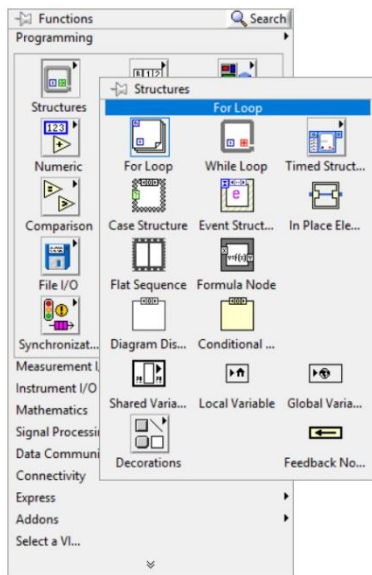 Functions
Search
Programming
Structures
Numeric
Comparison
File I/O
Synchronizat...
Measurement I
Instrument I/O
Mathematics
Signal Processi
Data Communi
Connectivity
Express
Addons
Select a VI...
Structures
For Loop
For Loop While Loop Timed Struct...
Case Structure Event Struct... In Place Ele...
Flat Sequence Formula Node
Diagram Dis... Conditional ...
Shared Varia... Local Variable Global Varia...
Decorations Feedback No...